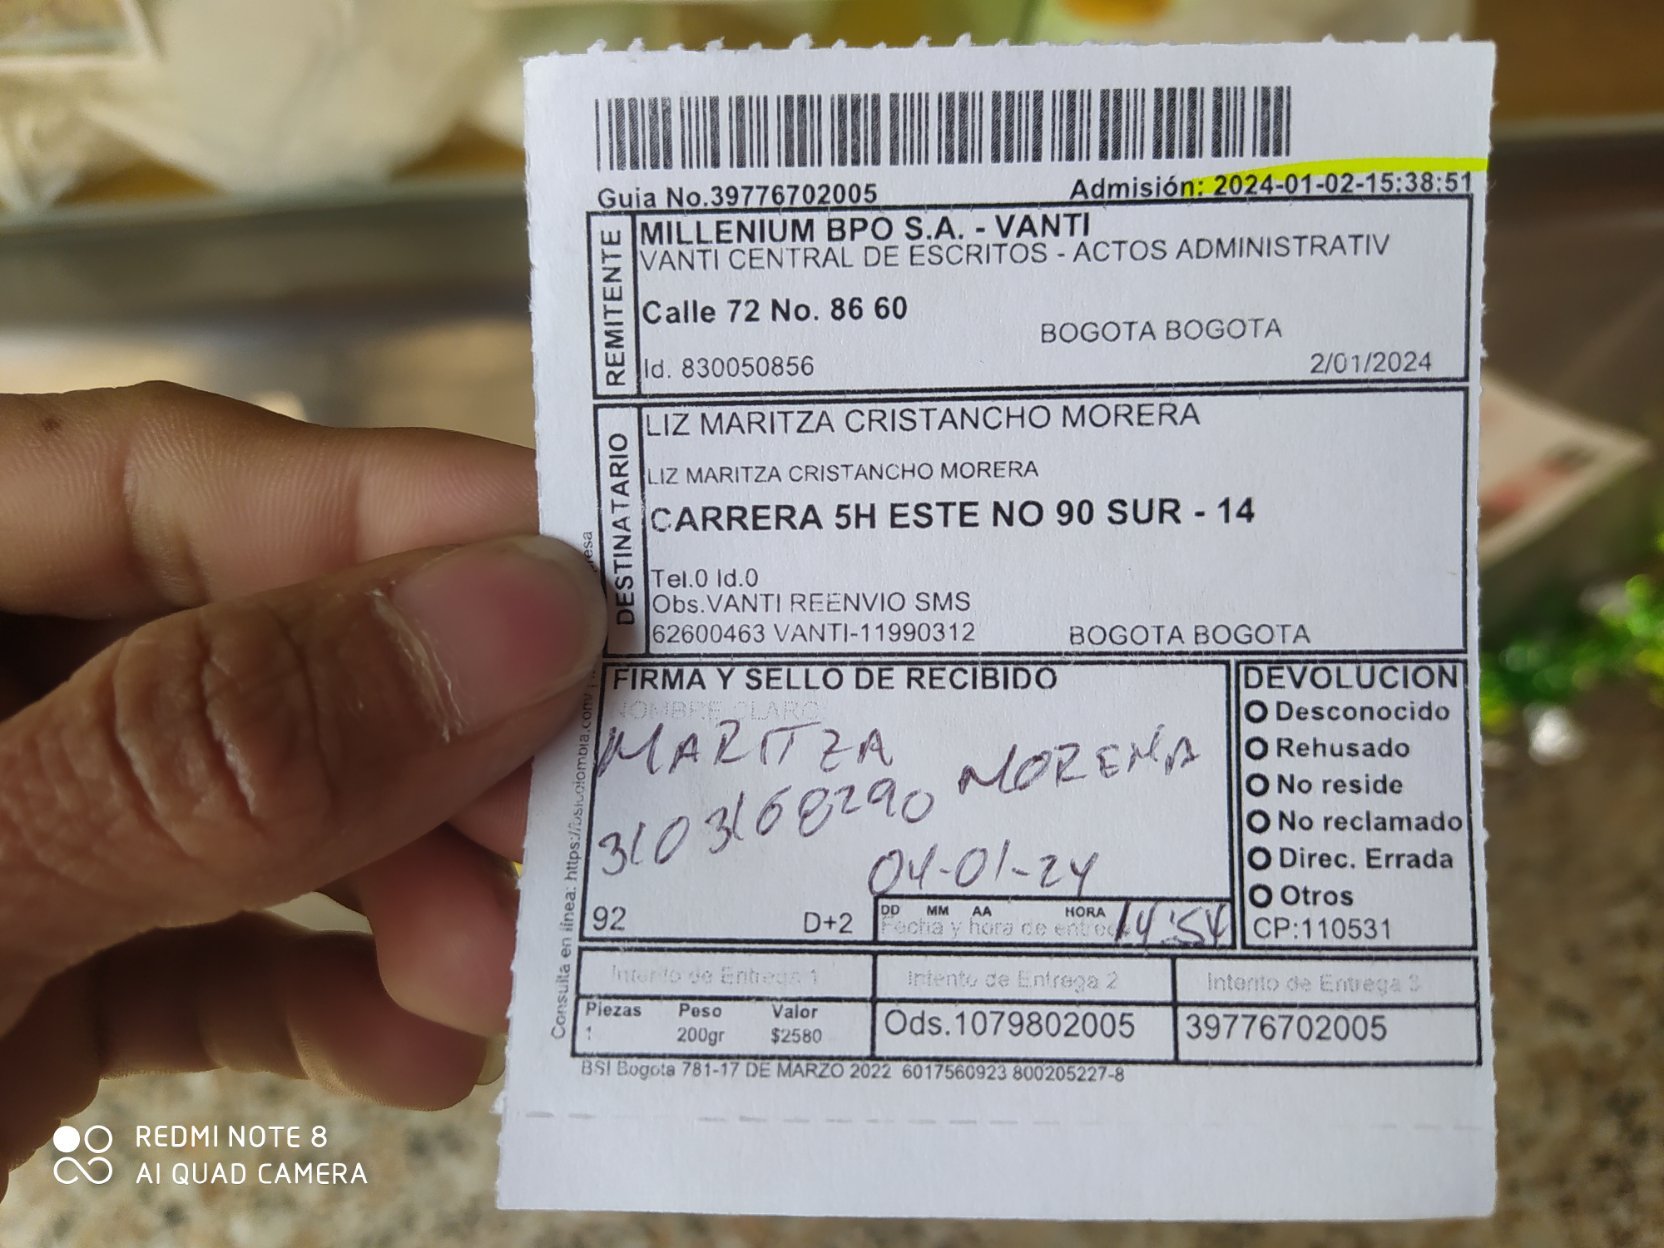 Guia No.39776702005
Admisión: 2024-01-02-15:38:51
REMITENTE
MILLENIUM BPO S.A. - VANTI
VANTI CENTRAL DE ESCRITOS - ACTOS ADMINISTRATIV
Calle 72 No. 86 60
BOGOTA BOGOTA
Id. 830050856
2/01/2024
DESTINATARIO
LIZ MARITZA CRISTANCHO MORERA
LIZ MARITZA CRISTANCHO MORERA
CARRERA 5H ESTE NO 90 SUR - 14
Tel.0 Id.0
Obs.VANTI REENVIO SMS
62600463 VANTI-11990312
BOGOTA BOGOTA
FIRMA Y SELLO DE RECIBIDO
NOMBRE CLARO
MARITZA MORERA
3103168290
04-01-24
92
D+2
DD MM AA HORA
Fecha y hora de entrega
14:54
DEVOLUCION
Desconocido
Rehusado
No reside
No reclamado
Direc. Errada
Otros
CP:110531
Intento de Entrega 1
Intento de Entrega 2
Intento de Entrega 3
Piezas Peso Valor
1 200gr $2580
Ods.1079802005
39776702005
BSI Bogota 781-17 DE MARZO 2022 6017560923 800205227-8
Consulta en línea: https://bsicolombia.com/
REDMI NOTE 8
AI QUAD CAMERA